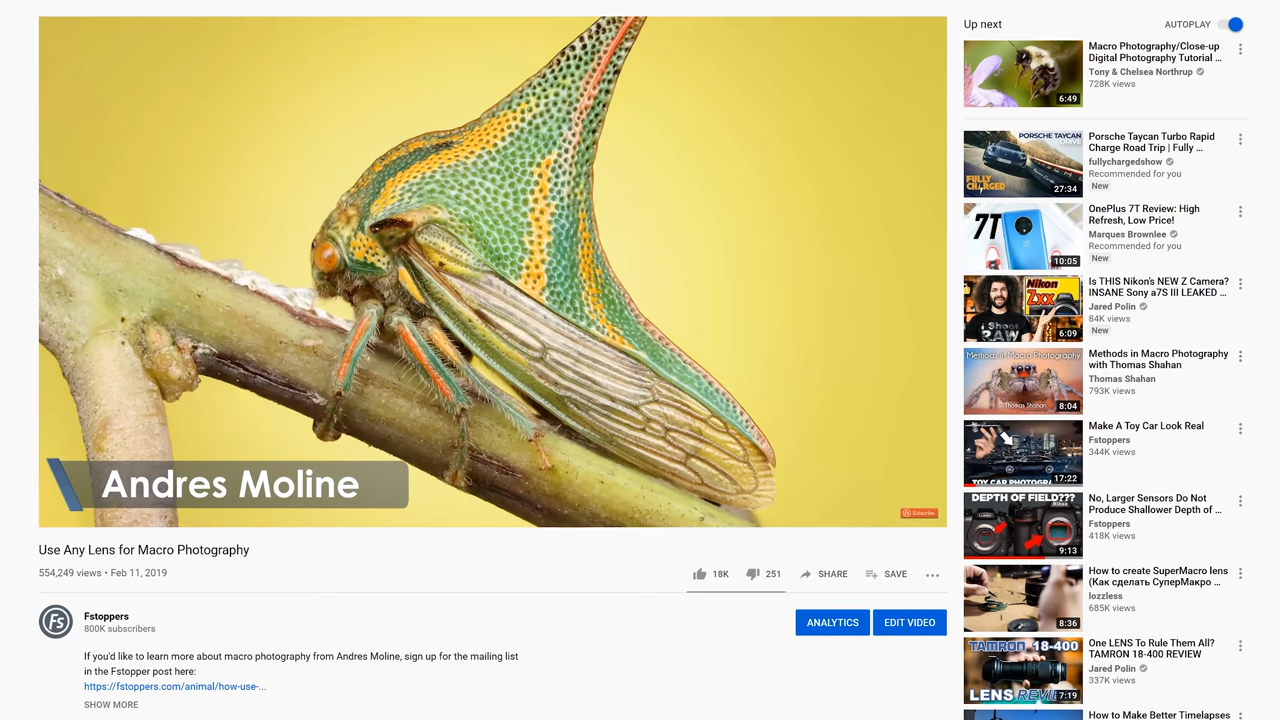 Andres Moline
Subscribe
Use Any Lens for Macro Photography
554,249 views • Feb 11, 2019
18K
251
SHARE
SAVE
Fs
Fstoppers
800K subscribers
ANALYTICS
EDIT VIDEO
If you'd like to learn more about macro photography from Andres Moline, sign up for the mailing list
in the Fstopper post here:
https://fstoppers.com/animal/how-use-...
SHOW MORE
Up next
AUTOPLAY
6:49
Macro Photography/Close-up
Digital Photography Tutorial ...
Tony & Chelsea Northrup
728K views
PORSCHE TAYCAN
DRIVE
FULLY
CHARGED
27:34
Porsche Taycan Turbo Rapid
Charge Road Trip | Fully ...
fullychargedshow
Recommended for you
New
7T
10:05
OnePlus 7T Review: High
Refresh, Low Price!
Marques Brownlee
Recommended for you
New
Nikon
Zxx
I Shoot
RAW
6:09
Is THIS Nikon's NEW Z Camera?
INSANE Sony a7S III LEAKED ...
Jared Polin
84K views
New
Methods in Macro Photography
Thomas Shahan
8:04
Methods in Macro Photography
with Thomas Shahan
Thomas Shahan
793K views
TOY CAR PHOTOGRA
17:22
Make A Toy Car Look Real
Fstoppers
344K views
DEPTH OF FIELD???
Nikon
9:13
No, Larger Sensors Do Not
Produce Shallower Depth of ...
Fstoppers
418K views
8:36
How to create SuperMacro lens
(Как сделать СуперМакро ...
lozzless
685K views
TAMRON 18-400
LENS REVI
7:19
One LENS To Rule Them All?
TAMRON 18-400 REVIEW
Jared Polin
337K views
How to Make Better Timelapses